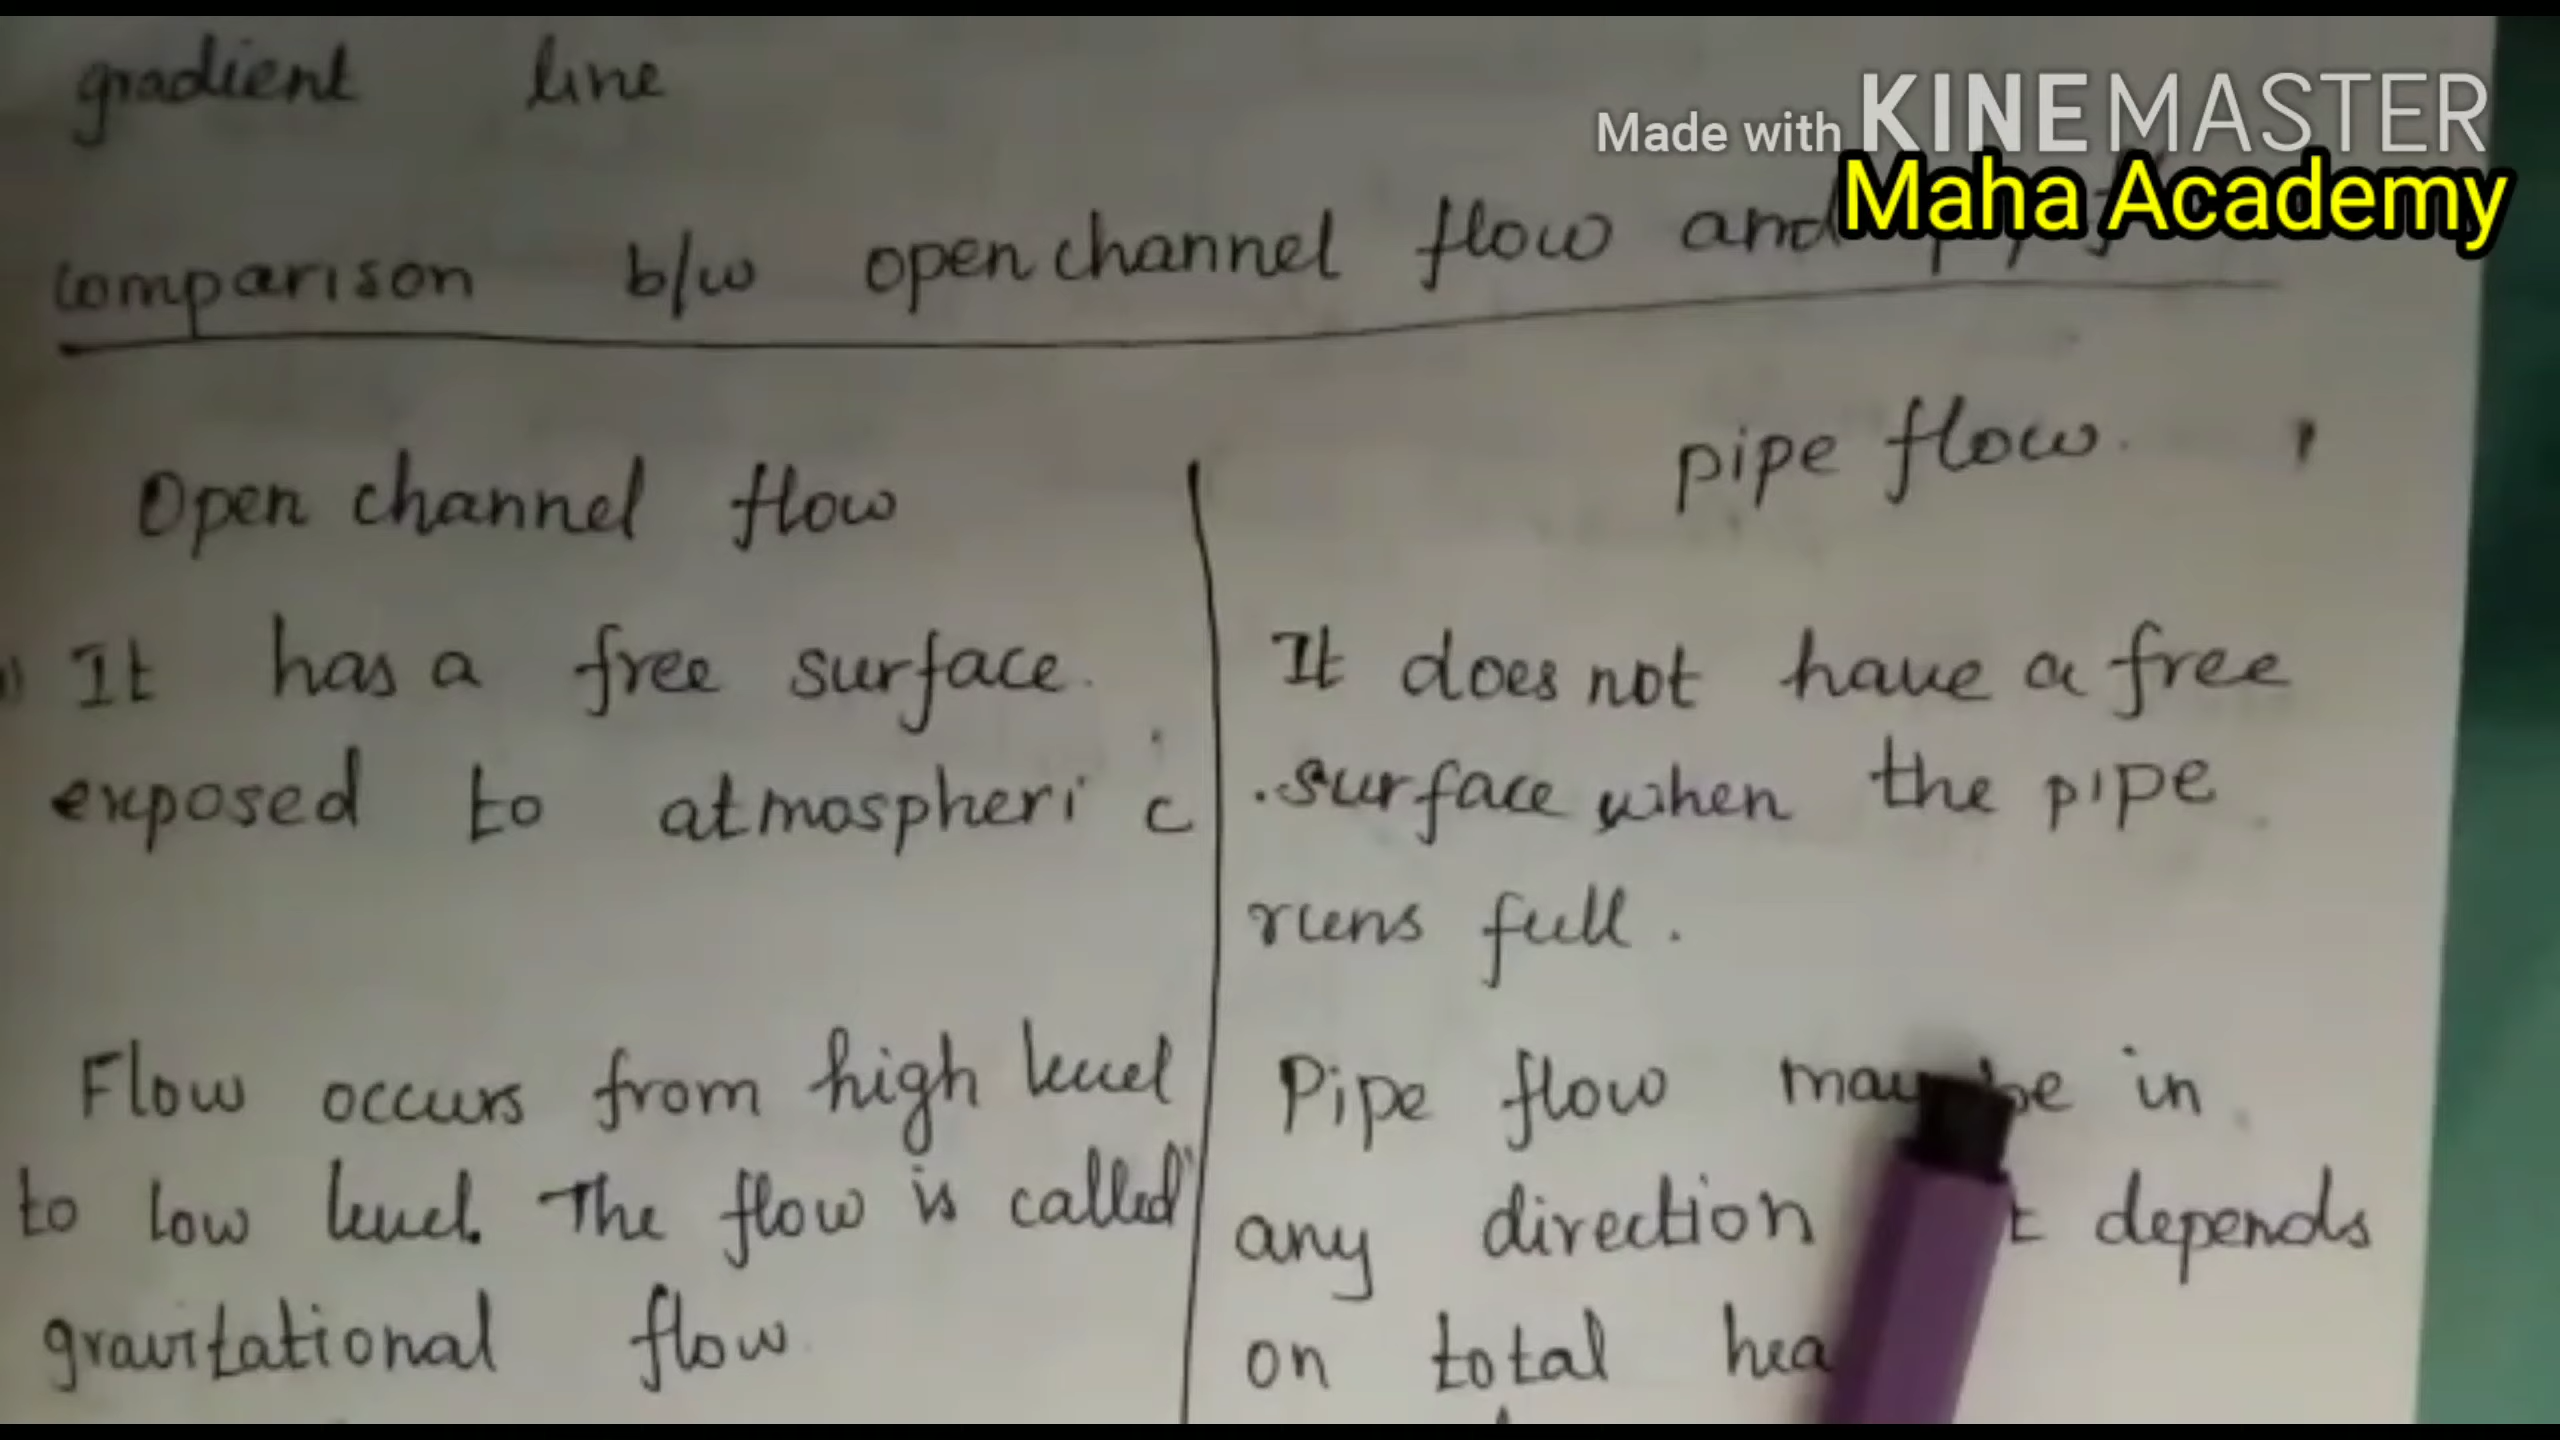 gradient line
Made with KINEMASTER
Maha Academy
comparison b/w open channel flow and
Open channel flow
pipe flow.
1) It has a free surface.
exposed to atmospheric
Flow occurs from high level
to low level. The flow is called
gravitational flow
It does not have a free
surface when the pipe
runs full.
Pipe flow may be in
any direction depends
on total